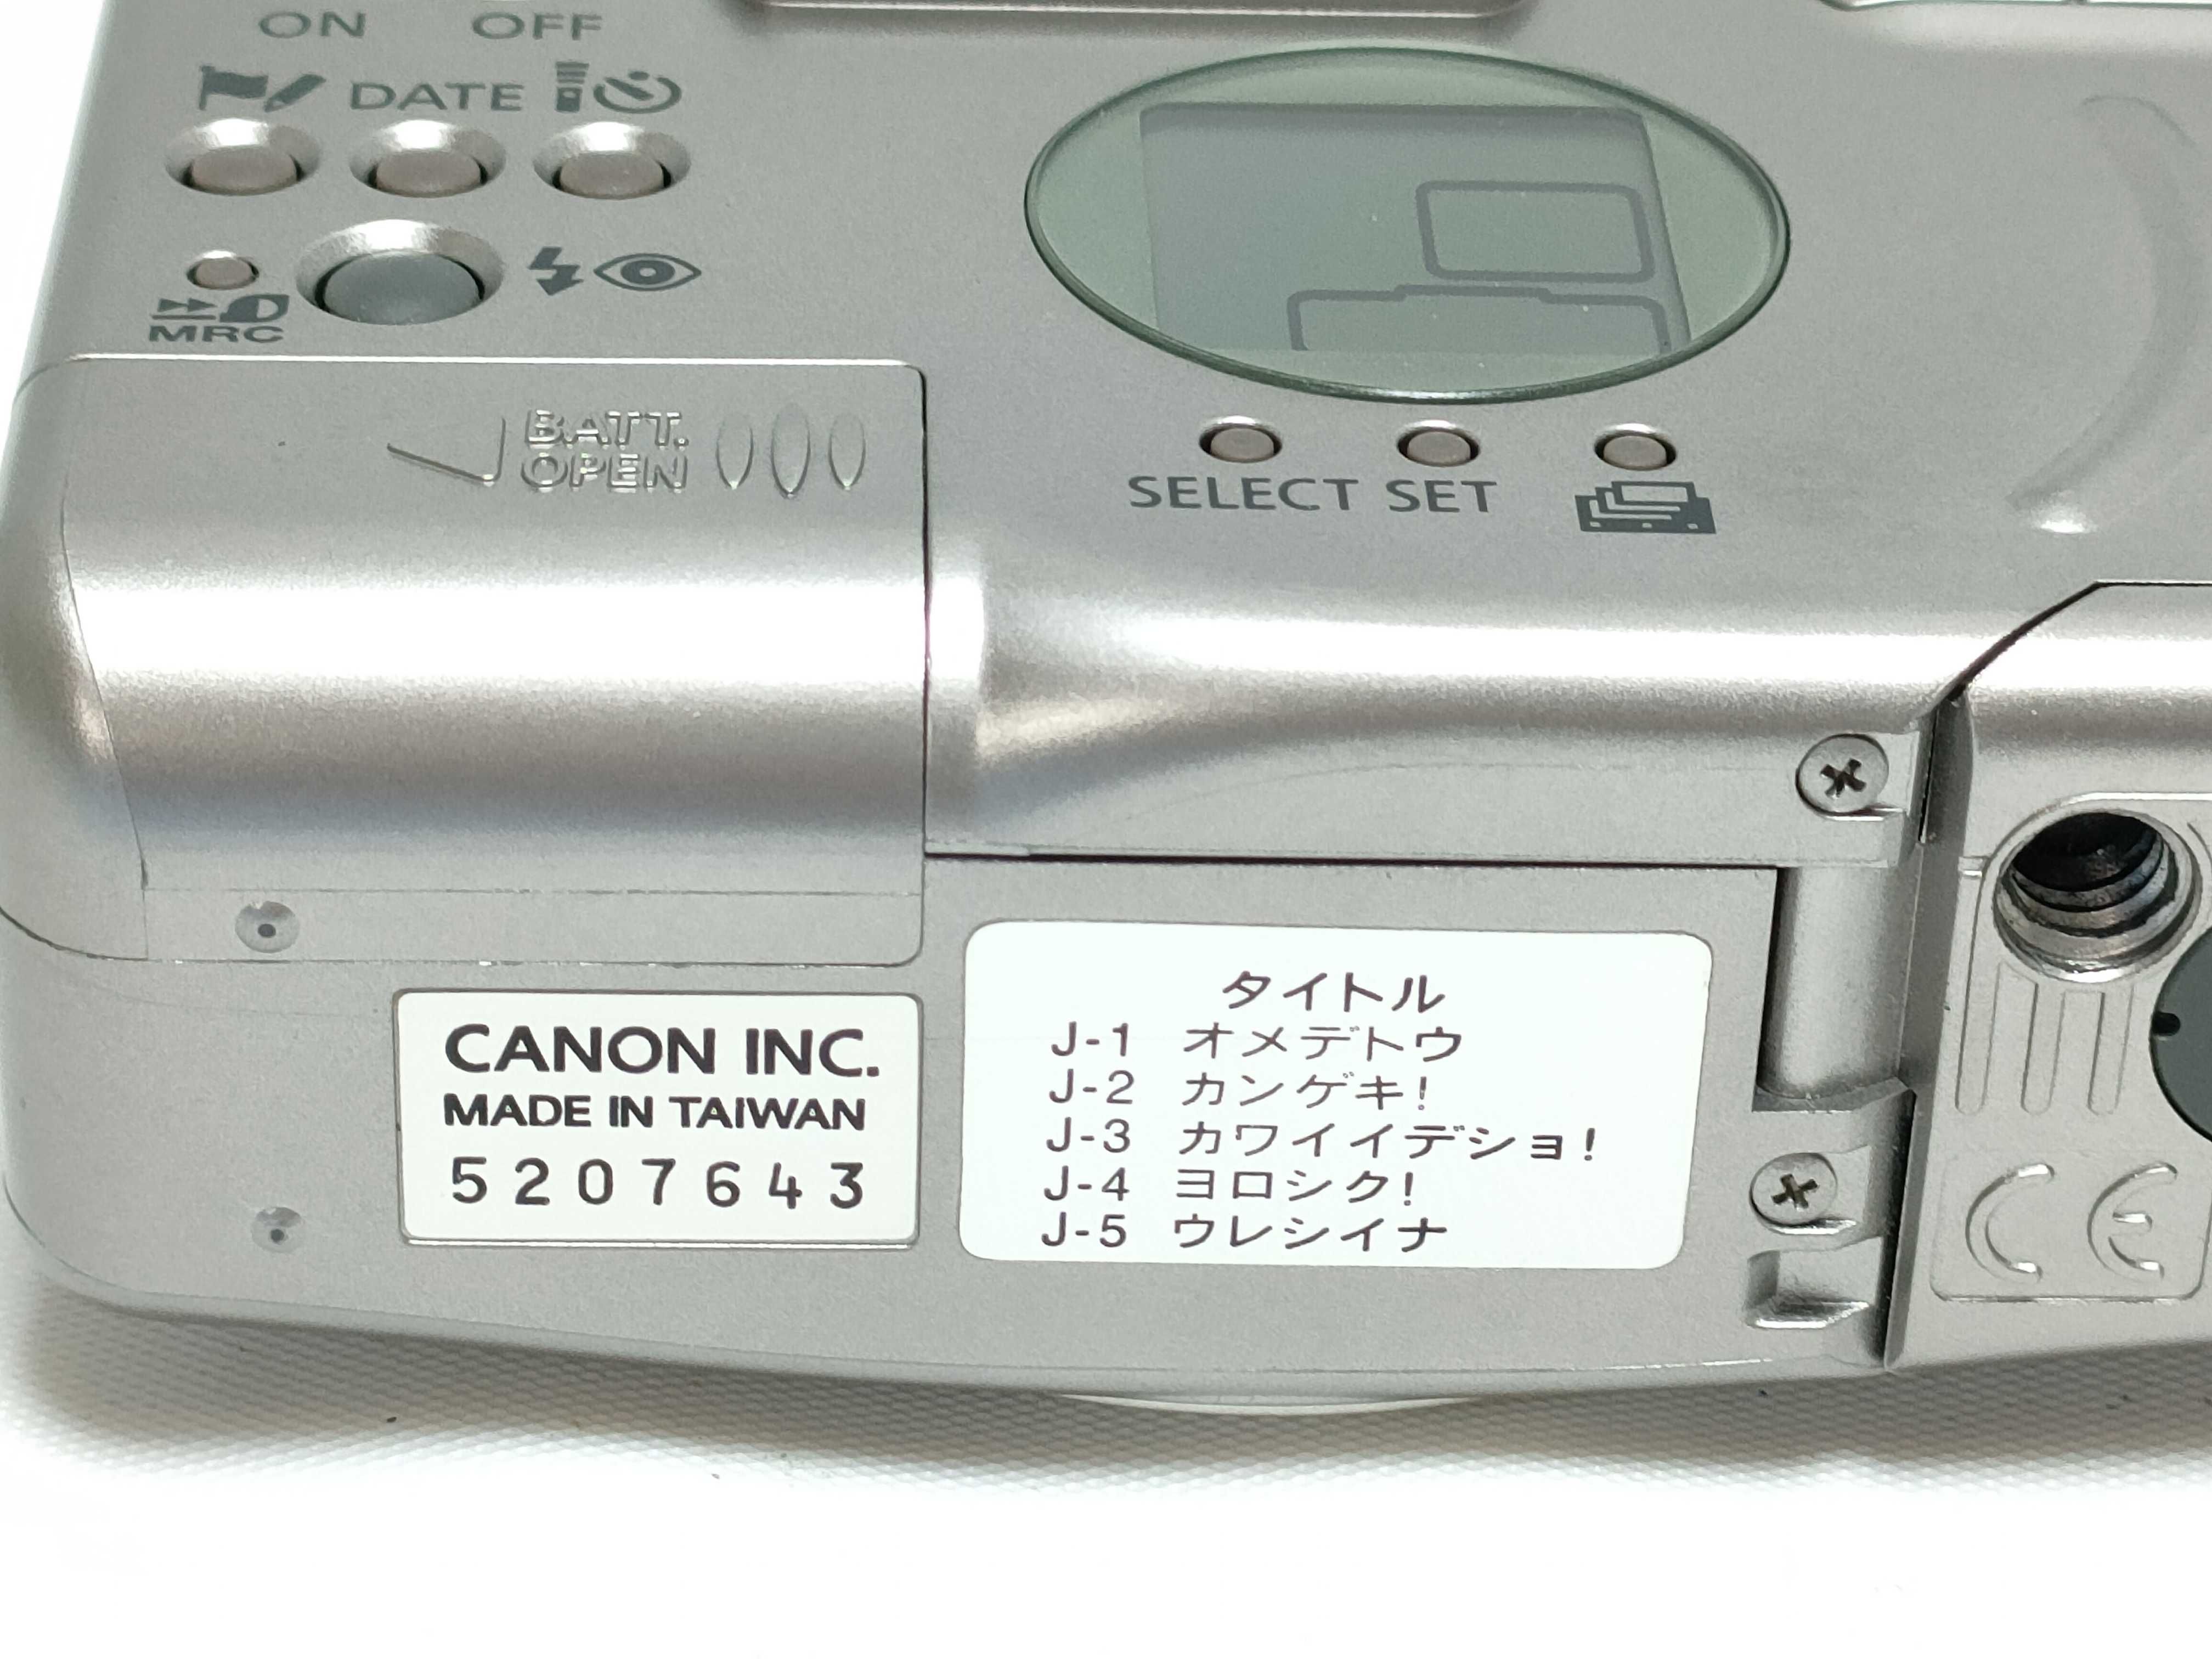 ON OFF
DATE
MRC
BATT.
OPEN
SELECT SET
CANON INC.
MADE IN TAIWAN
5207643
タイトル
J-1 オメデトウ
J-2 カンゲキ!
J-3 カワイイデショ!
J-4 ヨロシク!
J-5 ウレシイナ
CE